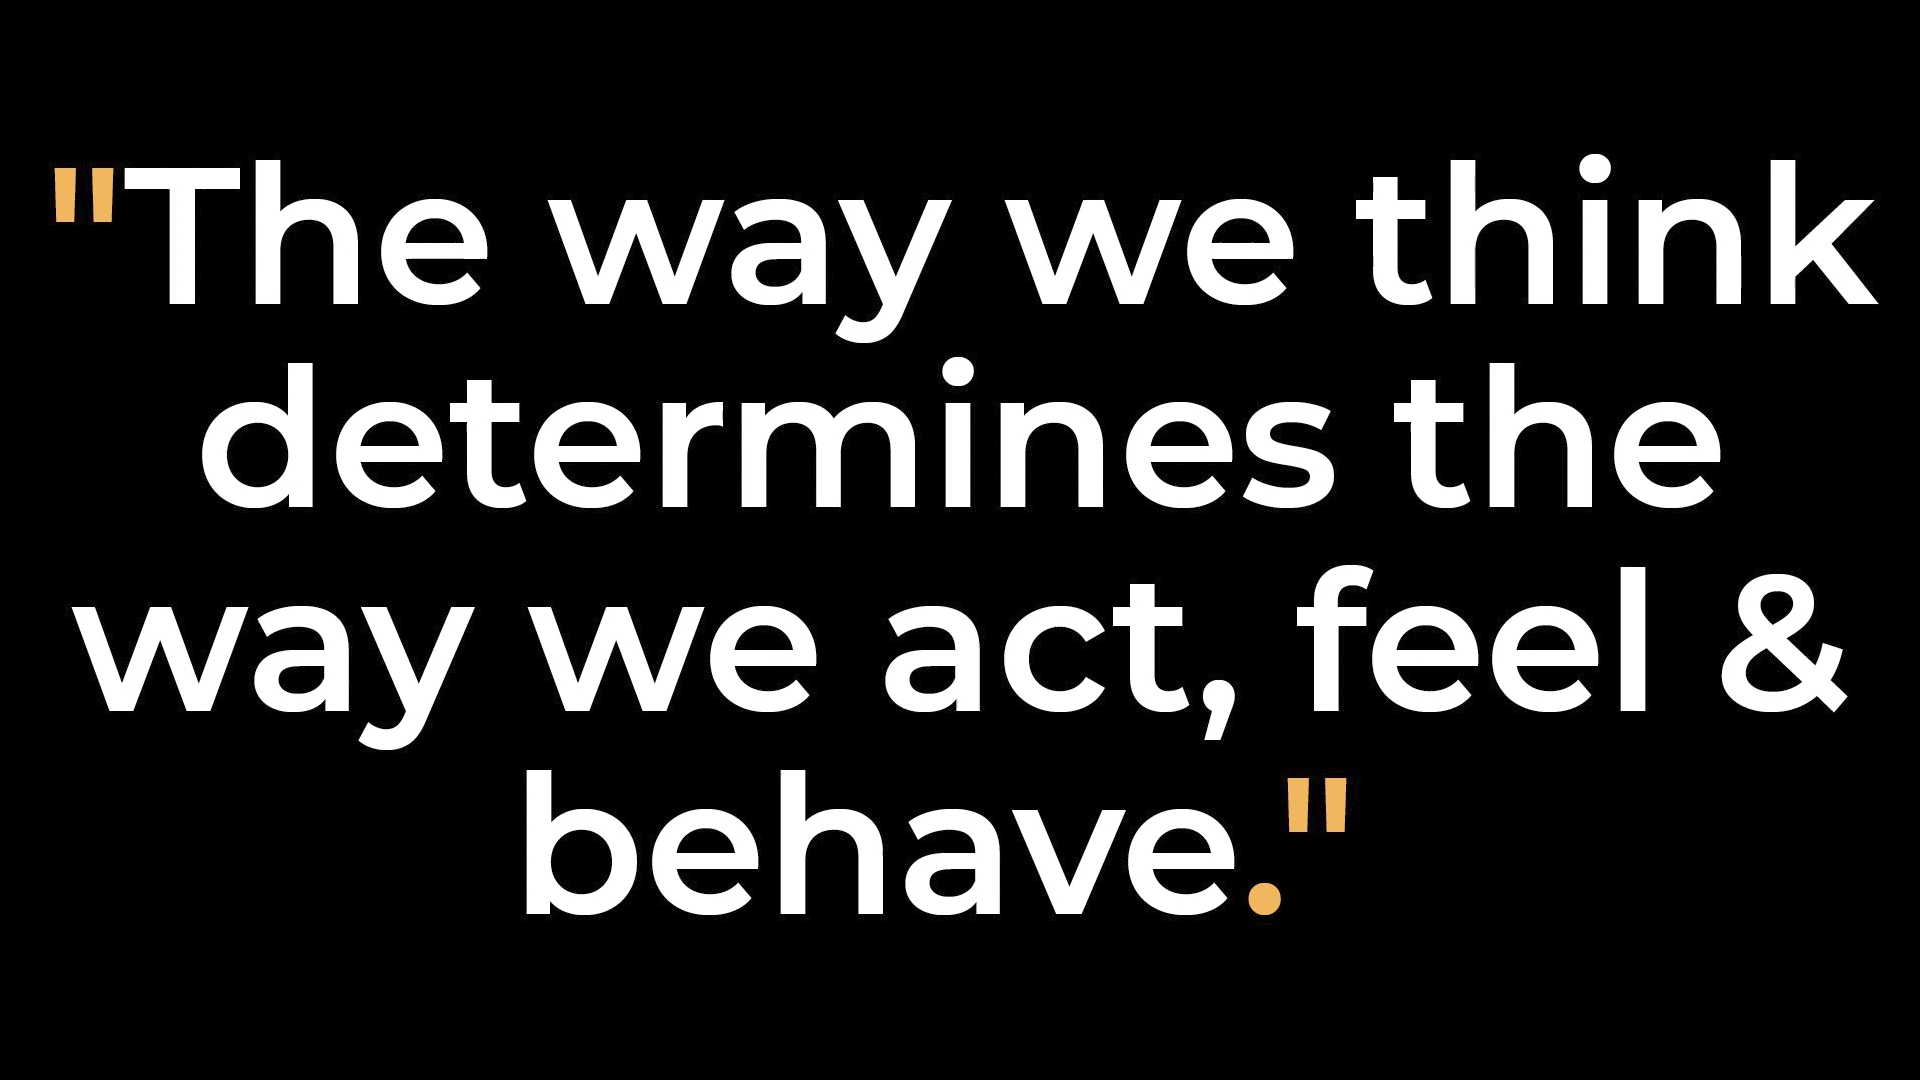 "The way we think
determines the
way we act, feel &
behave."